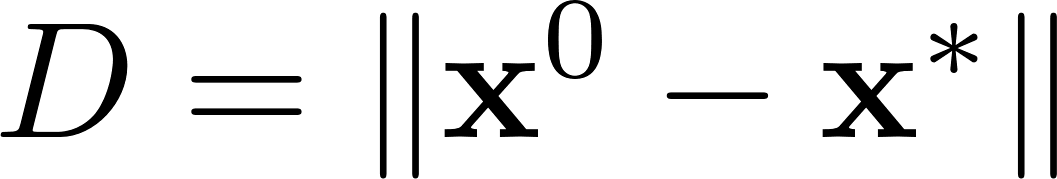 D = ‖𝐱⁰ − 𝐱* ‖